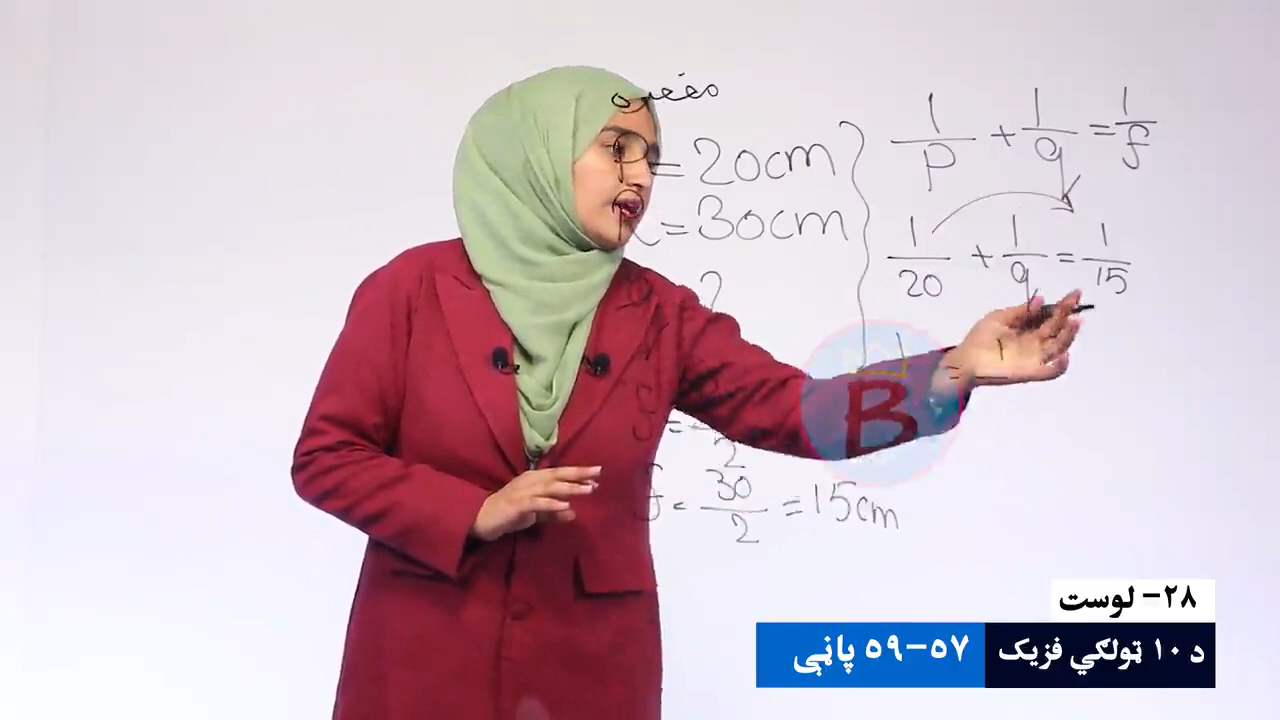 مقعره
P = 20cm
R = 30cm
?
f = 30/2 = 15cm
1/P + 1/q = 1/f
1/20 + 1/q = 1/15
B
۲۸- لوست
د ۱۰ ټولګي فزیک
۵۷-۵۹ پاڼې